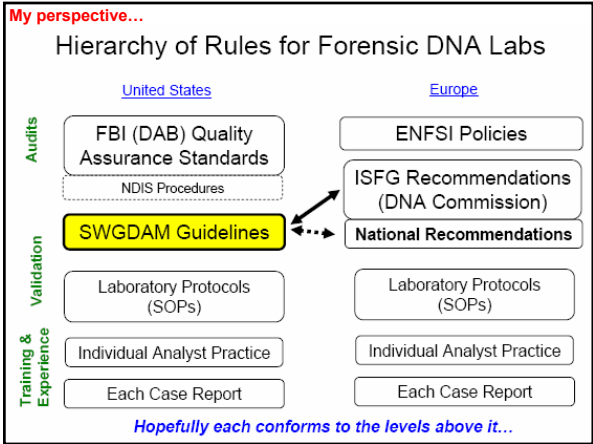 My perspective…
Hierarchy of Rules for Forensic DNA Labs
United States
Europe
Audits
FBI (DAB) Quality
Assurance Standards
NDIS Procedures
ENFSI Policies
ISFG Recommendations
(DNA Commission)
SWGDAM Guidelines
National Recommendations
Validation
Laboratory Protocols
(SOPs)
Laboratory Protocols
(SOPs)
Training &
Experience
Individual Analyst Practice
Individual Analyst Practice
Each Case Report
Each Case Report
Hopefully each conforms to the levels above it…